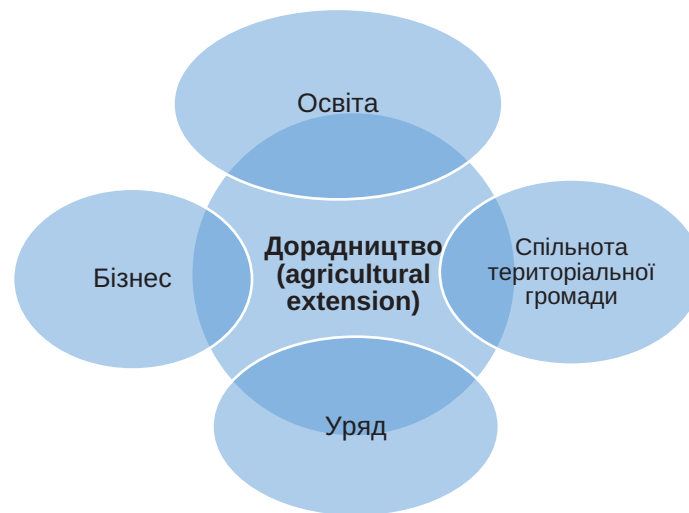 Освіта
Бізнес
Дорадництво
(agricultural
extension)
Спільнота
територіальної
громади
Уряд